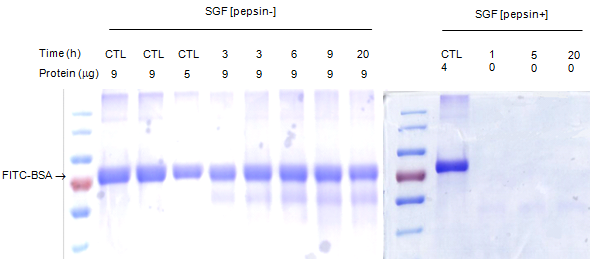 SGF [pepsin-]
SGF [pepsin+]
Time (h) CTL CTL CTL 3 3 6 9 20 CTL 1 5 20
Protein (μg) 9 9 5 9 9 9 9 9 4 0 0 0
FITC-BSA →